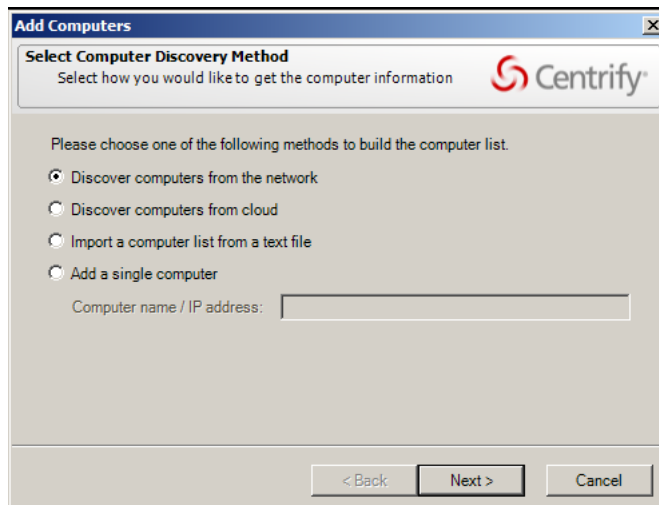 Add Computers
Select Computer Discovery Method
Select how you would like to get the computer information
Centrify
Please choose one of the following methods to build the computer list.
Discover computers from the network
Discover computers from cloud
Import a computer list from a text file
Add a single computer
Computer name / IP address:
< Back
Next >
Cancel